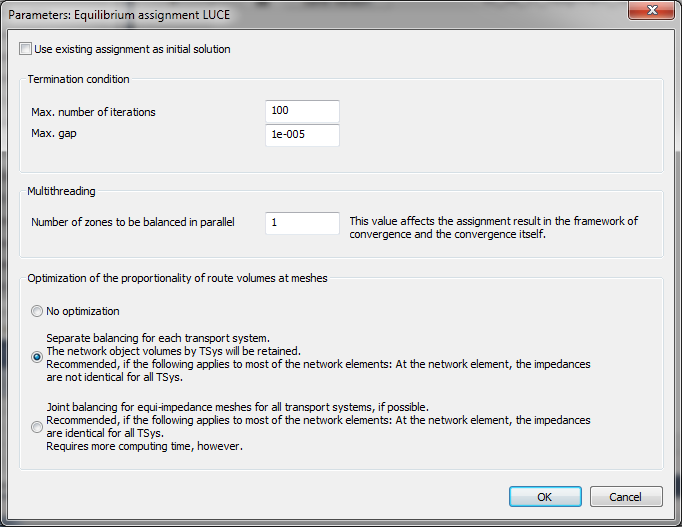 Parameters: Equilibrium assignment LUCE
Use existing assignment as initial solution
Termination condition
Max. number of iterations 100
Max. gap 1e-005
Multithreading
Number of zones to be balanced in parallel 1 This value affects the assignment result in the framework of
convergence and the convergence itself.
Optimization of the proportionality of route volumes at meshes
No optimization
Separate balancing for each transport system.
The network object volumes by TSys will be retained.
Recommended, if the following applies to most of the network elements: At the network element, the impedances
are not identical for all TSys.
Joint balancing for equi-impedance meshes for all transport systems, if possible.
Recommended, if the following applies to most of the network elements: At the network element, the impedances
are identical for all TSys.
Requires more computing time, however.
OK Cancel